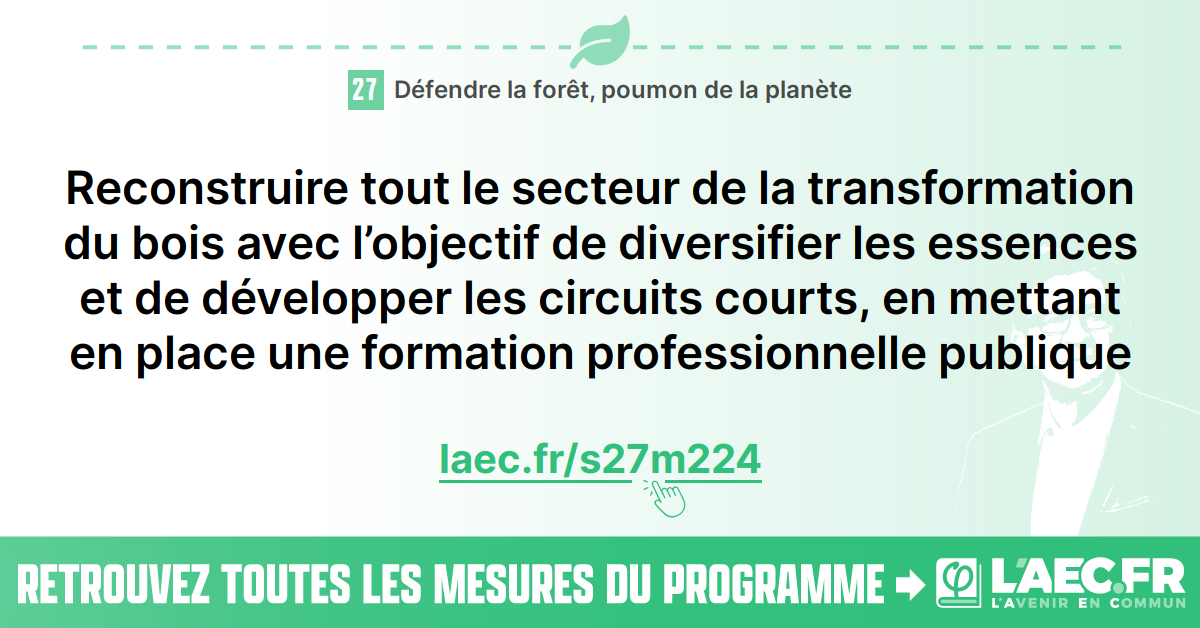 27 Défendre la forêt, poumon de la planète
Reconstruire tout le secteur de la transformation
du bois avec l’objectif de diversifier les essences
et de développer les circuits courts, en mettant
en place une formation professionnelle publique
laec.fr/s27m224
RETROUVEZ TOUTES LES MESURES DU PROGRAMME
L'AEC.FR
L'AVENIR EN COMMUN